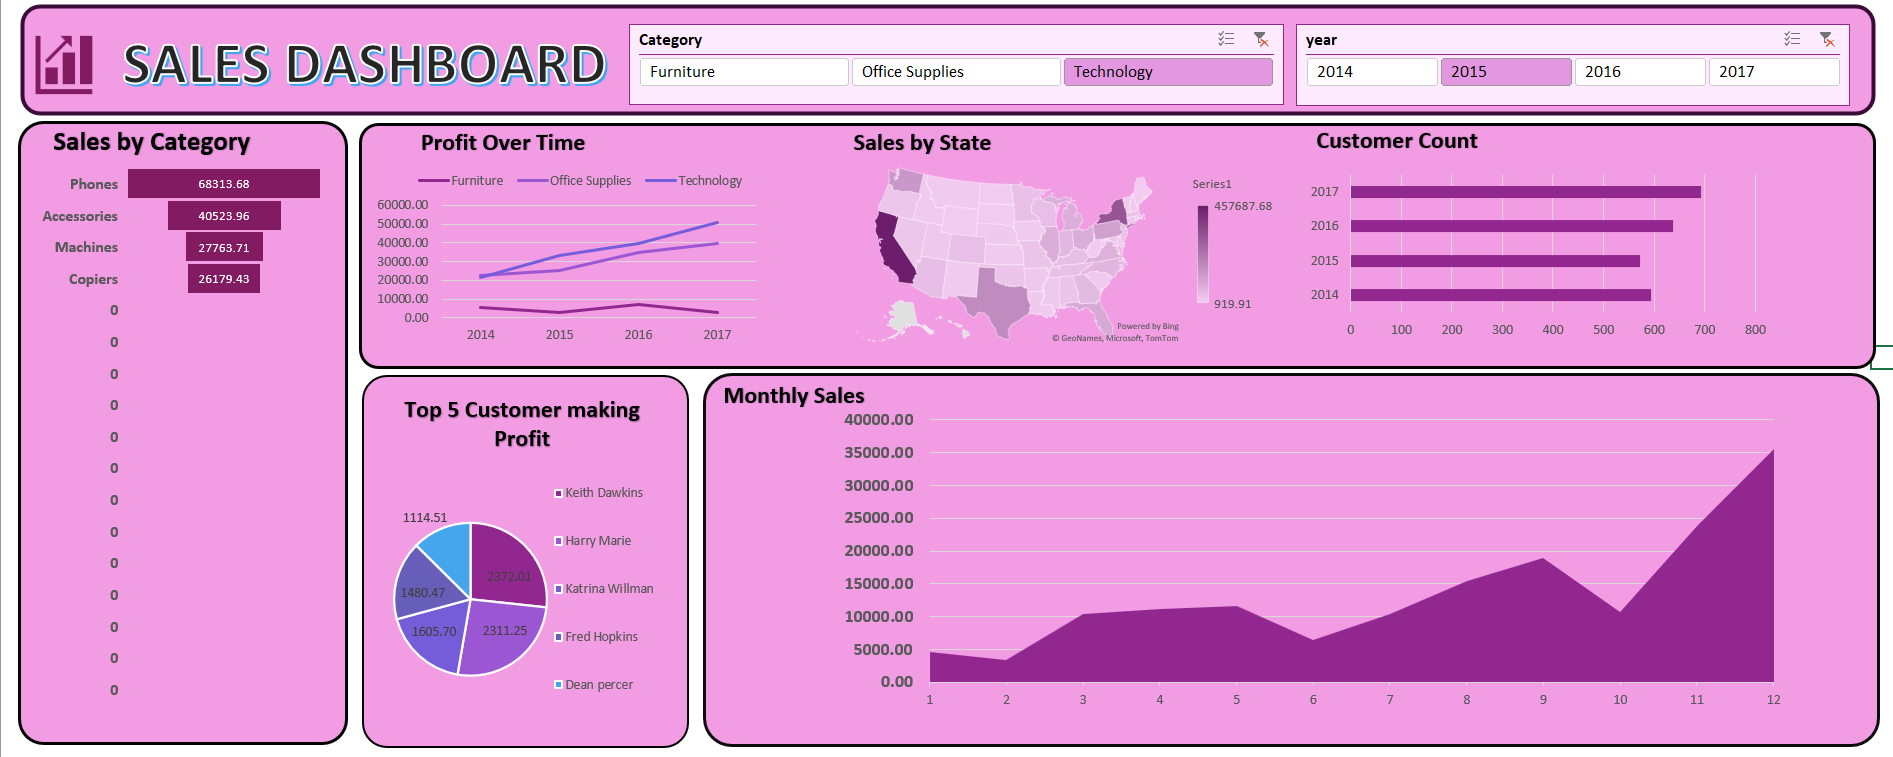 SALES DASHBOARD
Category
Furniture
Office Supplies
Technology
year
2014
2015
2016
2017
Sales by Category
Phones 68313.68
Accessories 40523.96
Machines 27763.71
Copiers 26179.43
0
0
0
0
0
0
0
0
0
0
0
0
0
Profit Over Time
Furniture Office Supplies Technology
60000.00
50000.00
40000.00
30000.00
20000.00
10000.00
0.00
2014 2015 2016 2017
Sales by State
Series1
457687.68
919.91
Powered by Bing
© GeoNames, Microsoft, TomTom
Customer Count
2017
2016
2015
2014
0 100 200 300 400 500 600 700 800
Top 5 Customer making
Profit
Keith Dawkins
Harry Marie
Katrina Willman
Fred Hopkins
Dean percer
1114.51
2372.01
1480.47
1605.70
2311.25
Monthly Sales
40000.00
35000.00
30000.00
25000.00
20000.00
15000.00
10000.00
5000.00
0.00
1 2 3 4 5 6 7 8 9 10 11 12